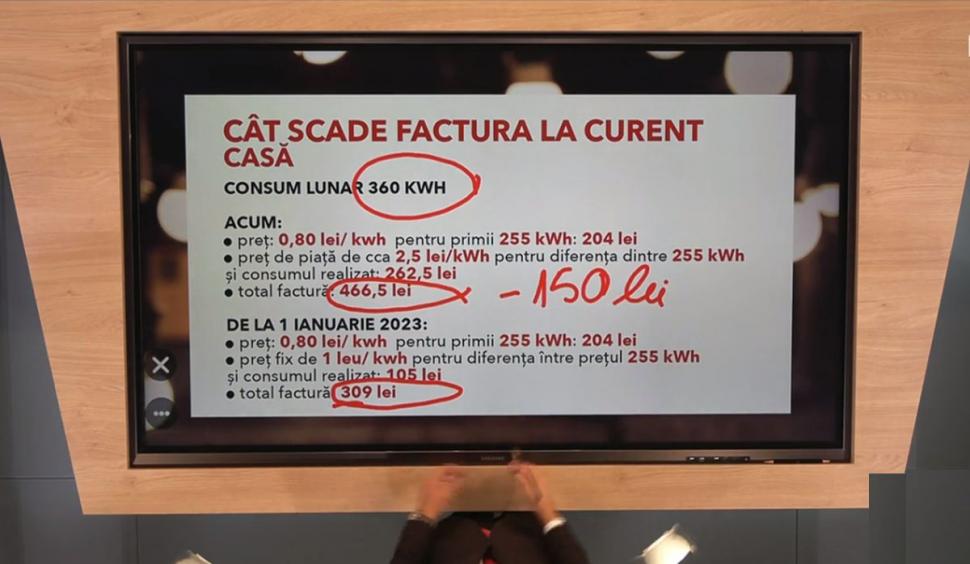 CÂT SCADE FACTURA LA CURENT
CASĂ
CONSUM LUNAR 360 KWH
ACUM:
● preț: 0,80 lei/ kwh pentru primii 255 kWh: 204 lei
● preț de piață de cca 2,5 lei/kWh pentru diferența dintre 255 kWh
și consumul realizat: 262,5 lei
● total factură: 466,5 lei
- 150 lei
DE LA 1 IANUARIE 2023:
● preț: 0,80 lei/ kwh pentru primii 255 kWh: 204 lei
● preț fix de 1 leu/ kwh pentru diferența între prețul 255 kWh
și consumul realizat: 105 lei
● total factură 309 lei
SAMSUNG